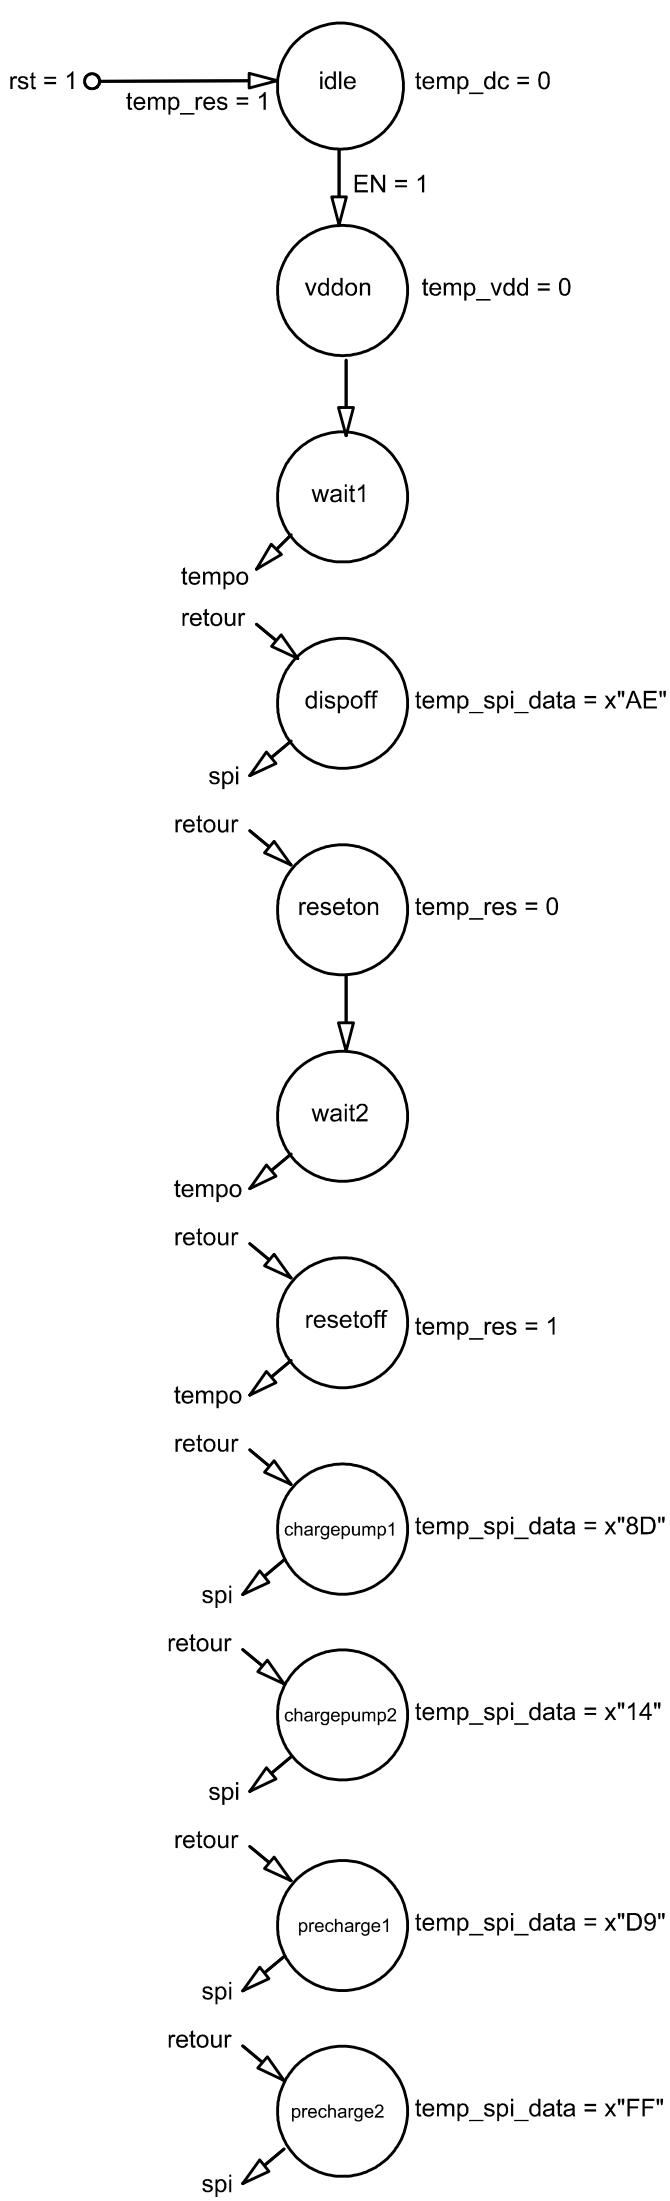 rst = 1
temp_res = 1
idle
temp_dc = 0
EN = 1
vddon
temp_vdd = 0
wait1
tempo
retour
dispoff
temp_spi_data = x"AE"
spi
retour
reseton
temp_res = 0
wait2
tempo
retour
resetoff
temp_res = 1
tempo
retour
chargepump1
temp_spi_data = x"8D"
spi
retour
chargepump2
temp_spi_data = x"14"
spi
retour
precharge1
temp_spi_data = x"D9"
spi
retour
precharge2
temp_spi_data = x"FF"
spi